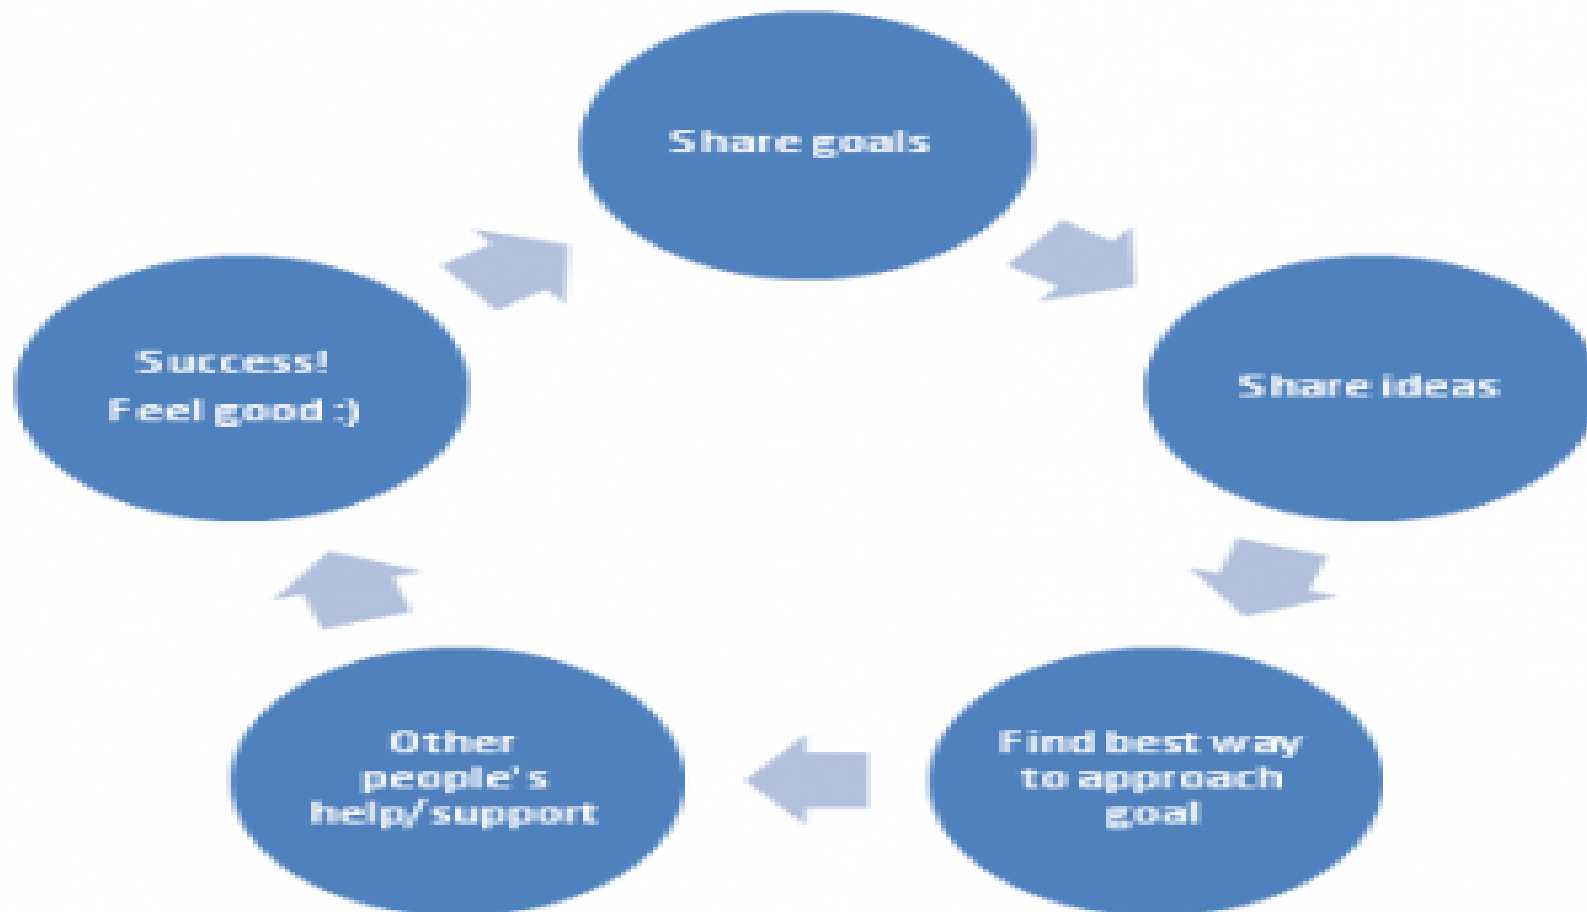 Share goals
Share ideas
Find best way
to approach
goal
Other
people's
help/support
Success!
Feel good :)